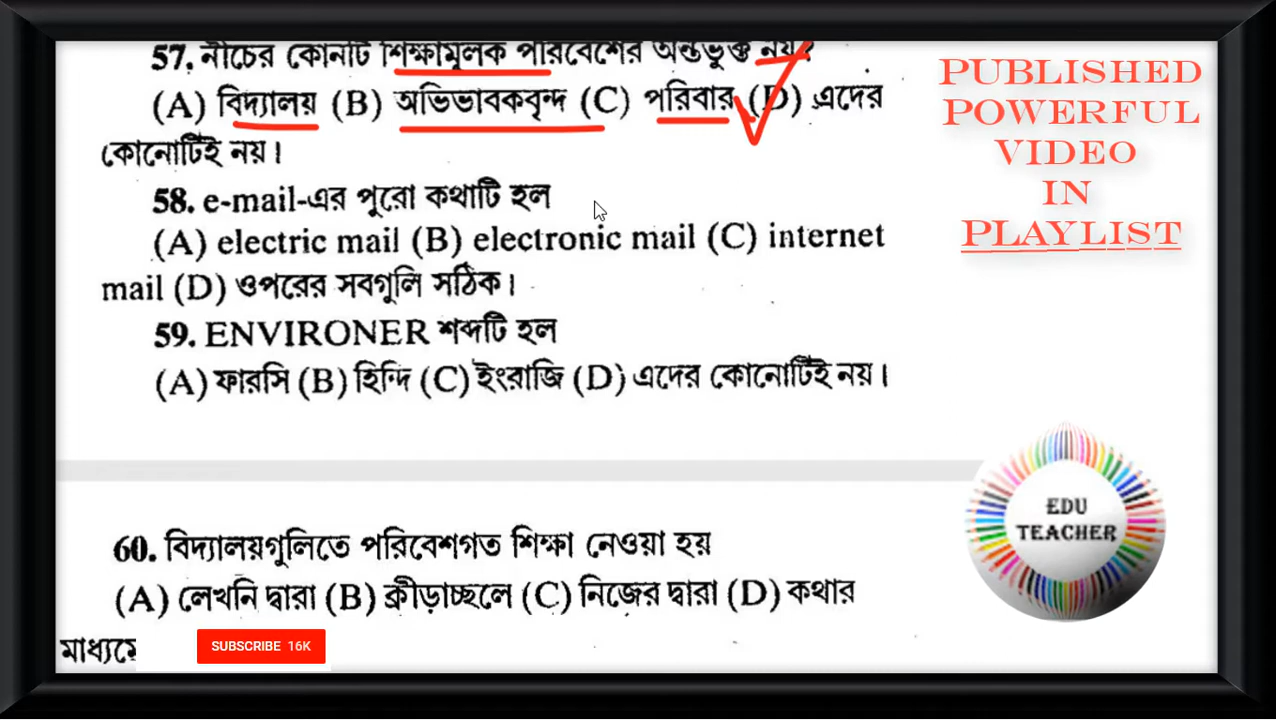 57. নীচের কোনটি শিক্ষামূলক পরিবেশের অন্তর্ভুক্ত নয়?
(A) বিদ্যালয় (B) অভিভাবকবৃন্দ (C) পরিবার (D) এদের
কোনোটিই নয়।
58. e-mail-এর পুরো কথাটি হল
(A) electric mail (B) electronic mail (C) internet
mail (D) ওপরের সবগুলি সঠিক।
59. ENVIRONER শব্দটি হল
(A) ফারসি (B) হিন্দি (C) ইংরাজি (D) এদের কোনোটিই নয়।
60. বিদ্যালয়গুলিতে পরিবেশগত শিক্ষা নেওয়া হয়
(A) লেখনি দ্বারা (B) ক্রীড়াচ্ছলে (C) নিজের দ্বারা (D) কথার
SUBSCRIBE 16K
PUBLISHED
POWERFUL
VIDEO
IN
PLAYLIST
EDU
TEACHER